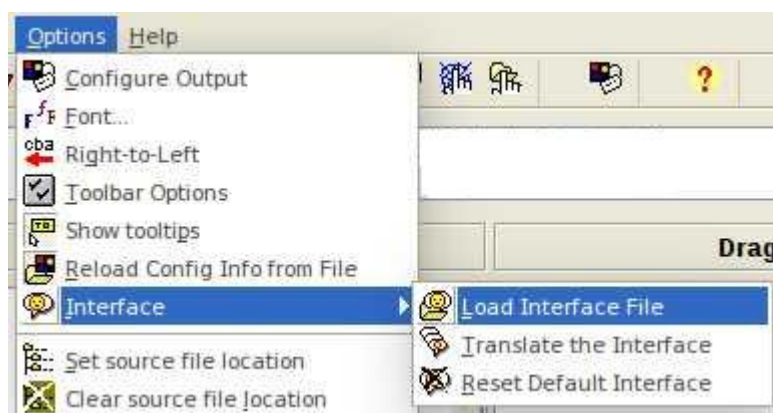 Options Help
Configure Output
Font...
Right-to-Left
Toolbar Options
Show tooltips
Reload Config Info from File
Drag
Interface
Load Interface File
Translate the Interface
Reset Default Interface
Set source file location
Clear source file location